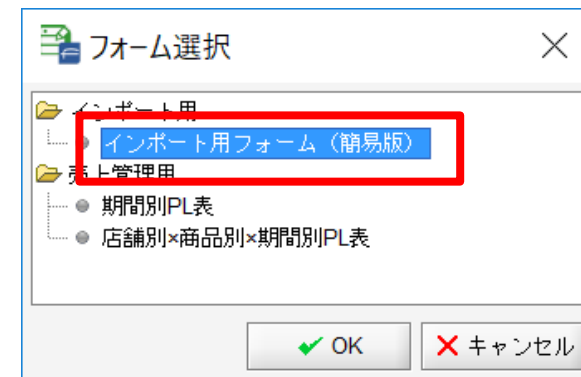 フォーム選択
インポート用
インポート用フォーム（簡易版）
売上管理用
期間別PL表
店舗別×商品別×期間別PL表
OK
キャンセル